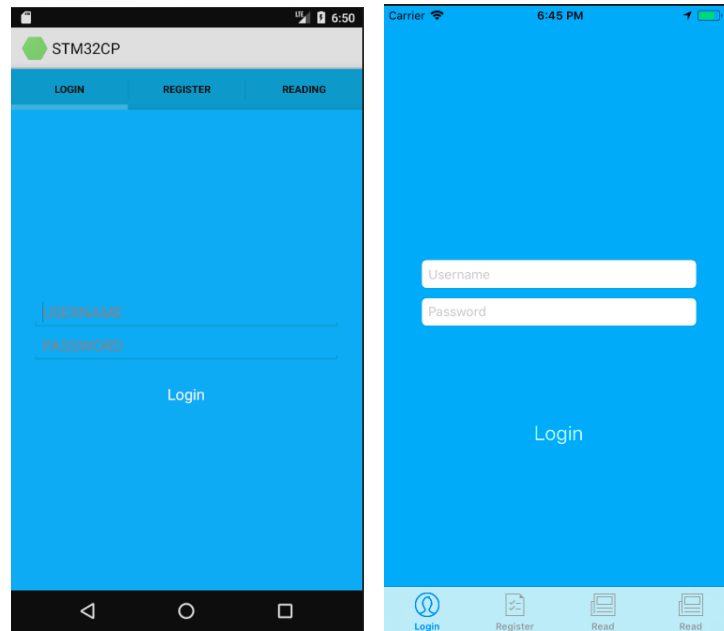 LTE 6:50
STM32CP
LOGIN REGISTER READING
USERNAME
PASSWORD
Login
Carrier 6:45 PM
Username
Password
Login
Login Register Read Read